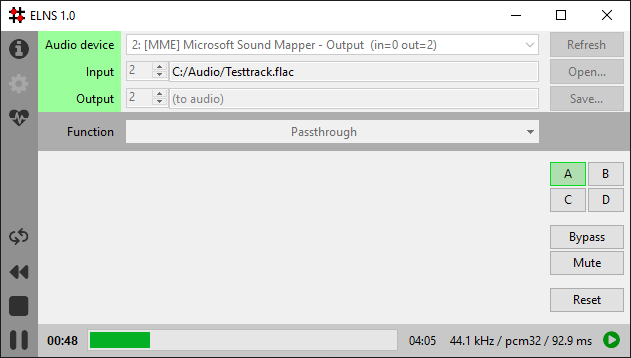 ELNS 1.0
Audio device 2: [MME] Microsoft Sound Mapper - Output (in=0 out=2) Refresh
Input 2 C:/Audio/Testtrack.flac Open...
Output 2 (to audio) Save...
Function Passthrough
A B
C D
Bypass
Mute
Reset
00:48 04:05 44.1 kHz / pcm32 / 92.9 ms